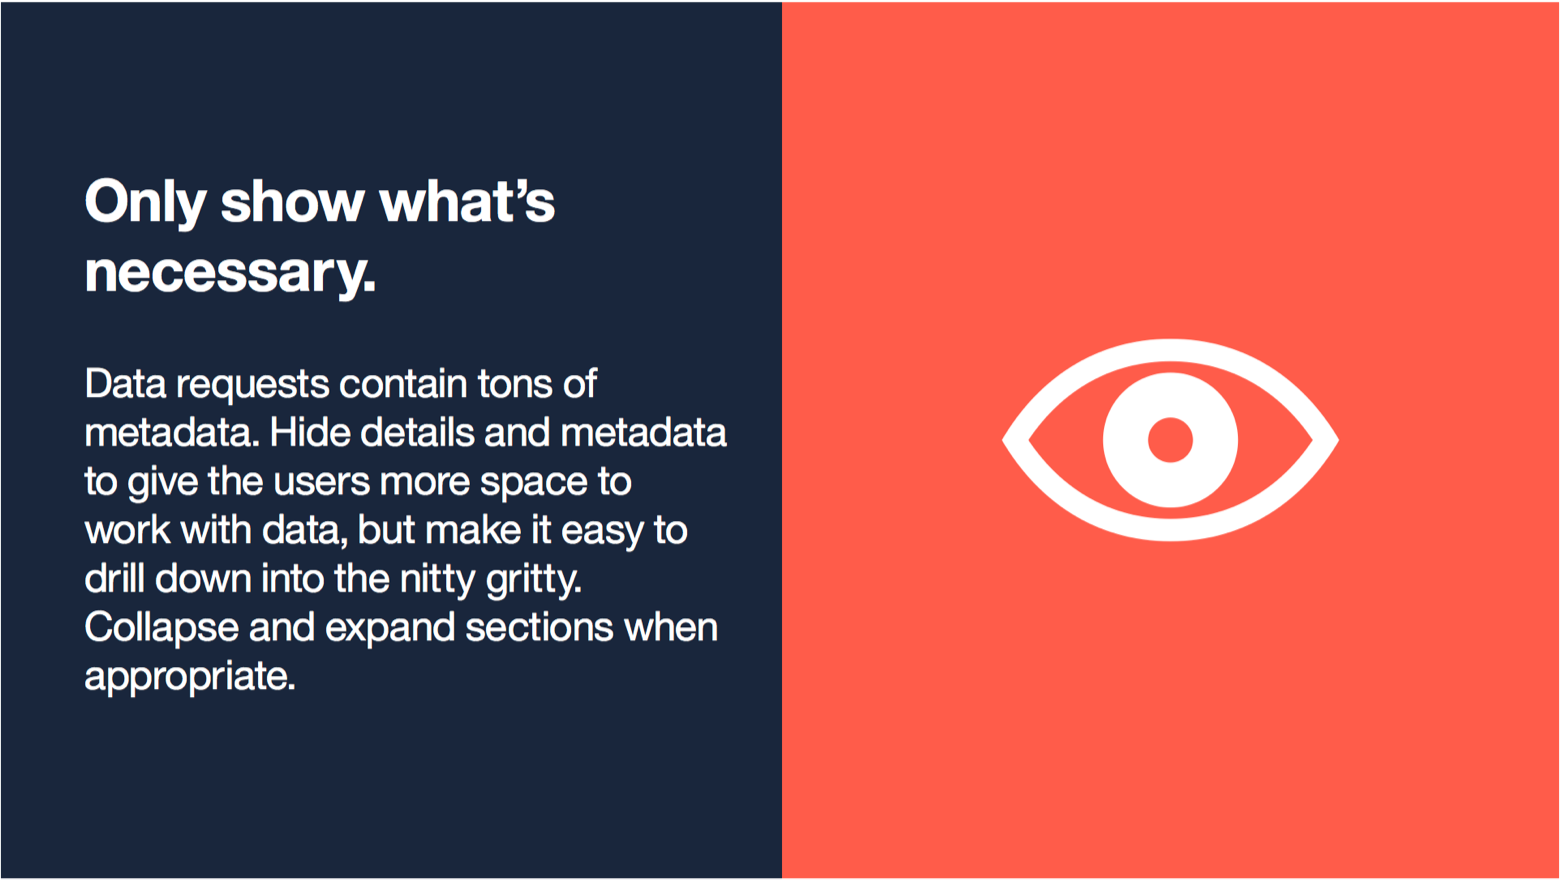 Only show what’s
necessary.
Data requests contain tons of
metadata. Hide details and metadata
to give the users more space to
work with data, but make it easy to
drill down into the nitty gritty.
Collapse and expand sections when
appropriate.